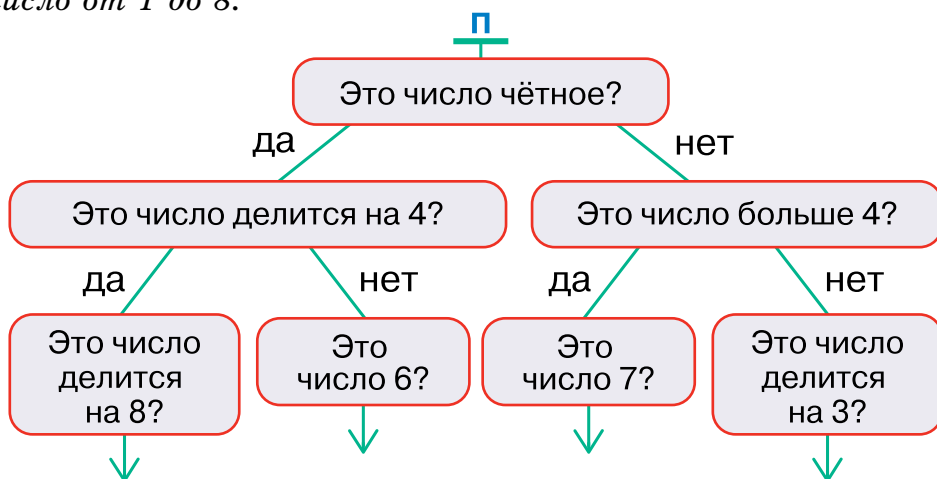 число от 1 до 8.
П
Это число чётное?
да
нет
Это число делится на 4?
Это число больше 4?
да
нет
да
нет
Это число
делится
на 8?
Это
число 6?
Это
число 7?
Это число
делится
на 3?